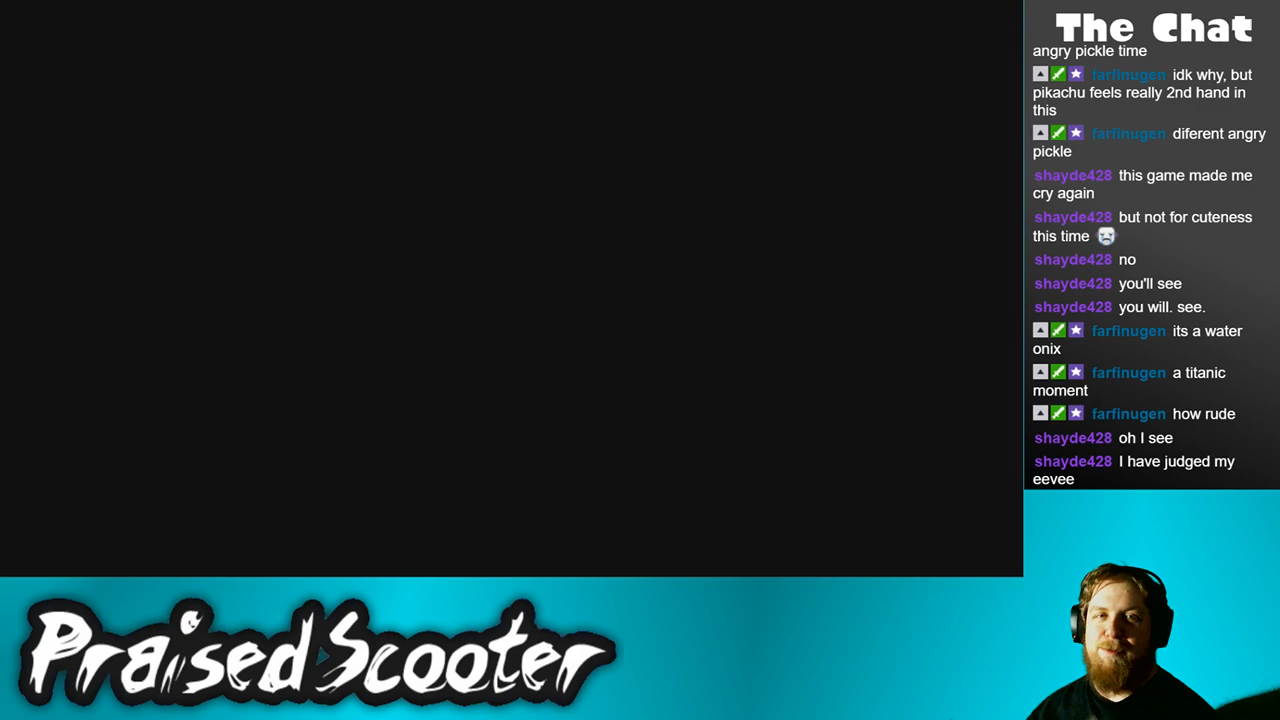 The Chat
angry pickle time
farfinugen idk why, but
pikachu feels really 2nd hand in
this
farfinugen diferent angry
pickle
shayde428 this game made me
cry again
shayde428 but not for cuteness
this time
shayde428 no
shayde428 you'll see
shayde428 you will. see.
farfinugen its a water
onix
farfinugen a titanic
moment
farfinugen how rude
shayde428 oh I see
shayde428 I have judged my
eevee
PraisedScooter